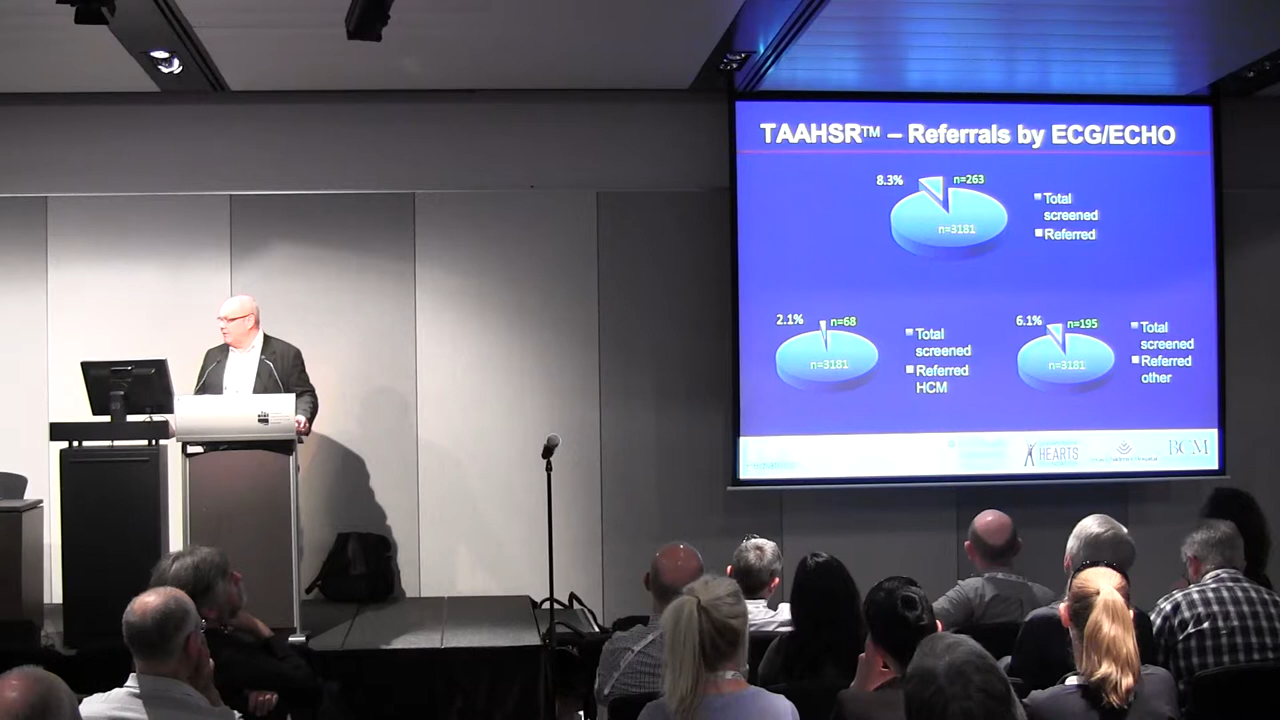 TAAHSR™ – Referrals by ECG/ECHO
8.3%
n=263
n=3181
Total
screened
Referred
2.1%
n=68
n=3181
Total
screened
Referred
HCM
6.1%
n=195
n=3181
Total
screened
Referred
other
HEARTS
BCM